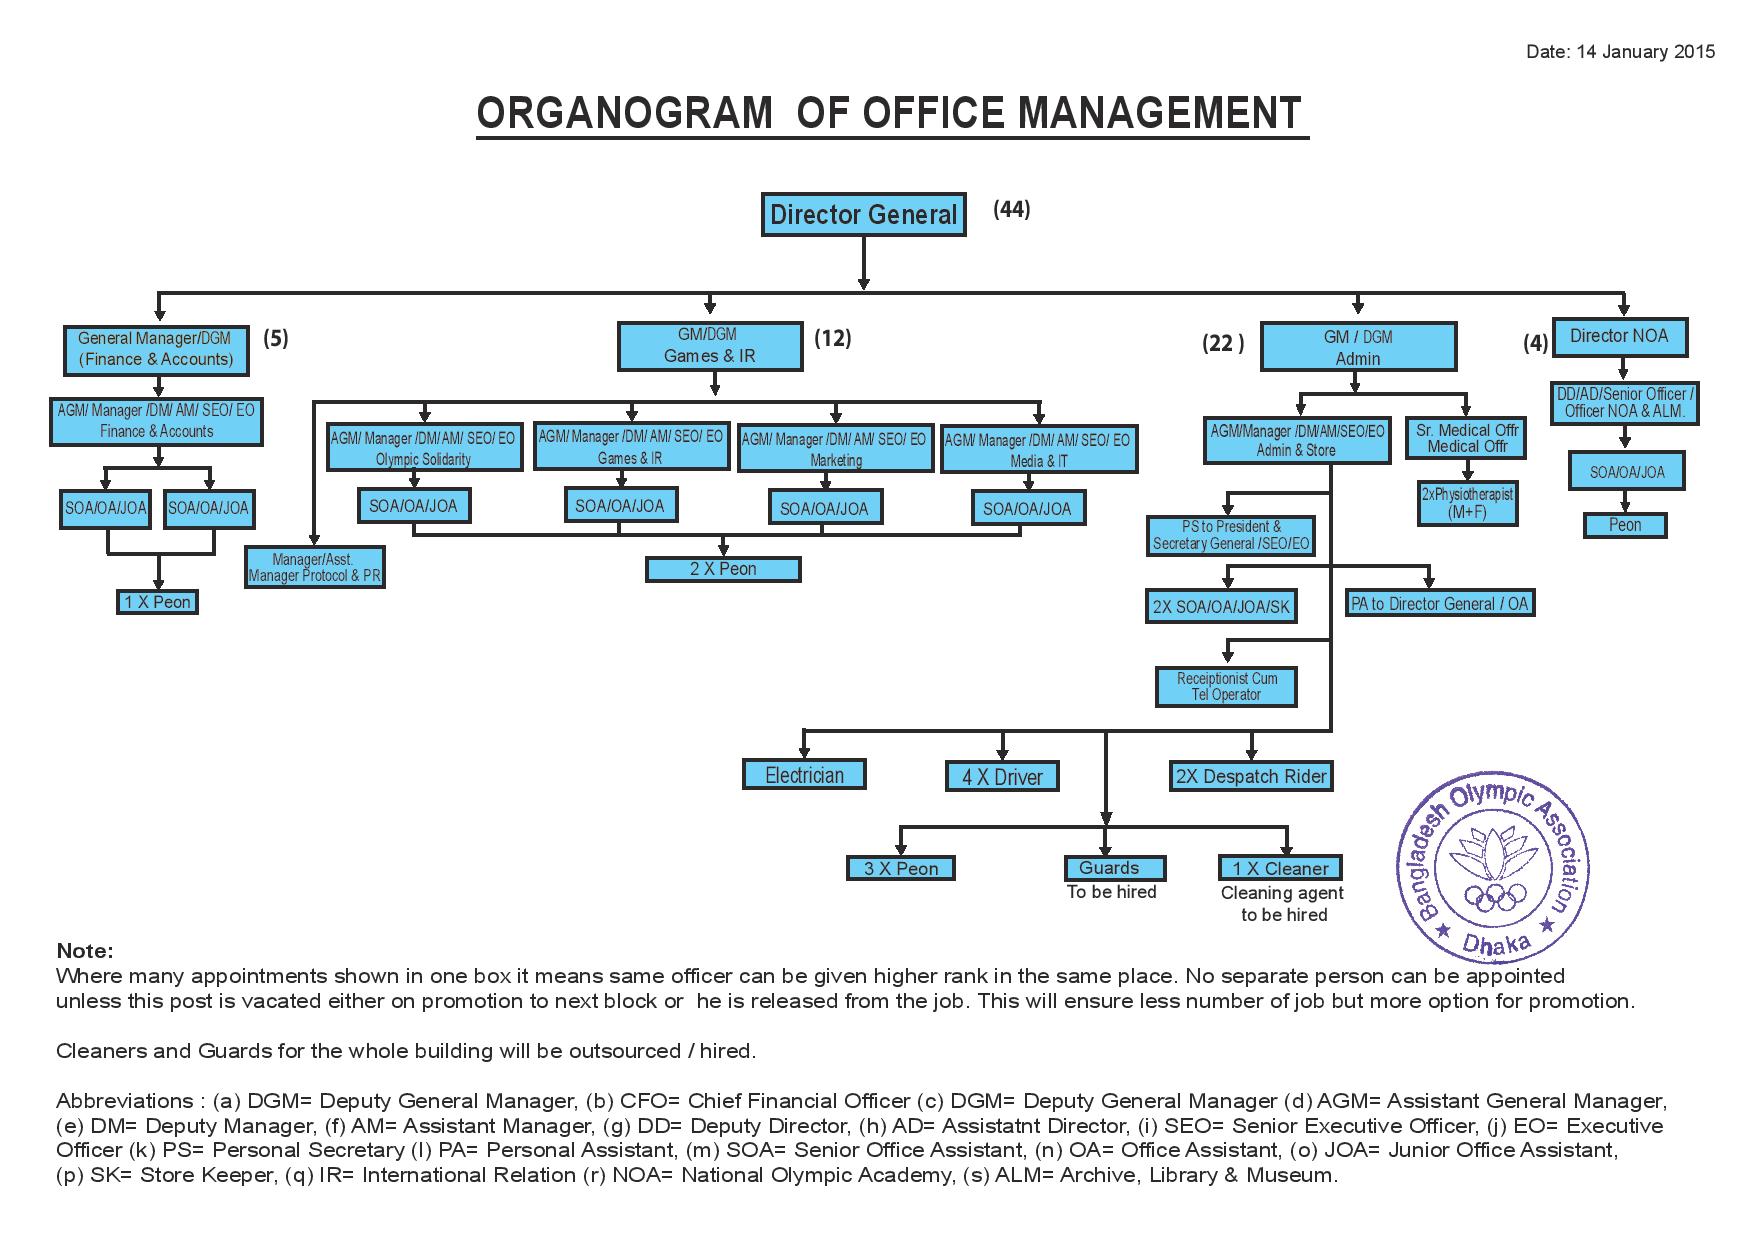 Date: 14 January 2015
ORGANOGRAM OF OFFICE MANAGEMENT
Director General
(44)
General Manager/DGM
(Finance & Accounts)
(5)
GM/DGM
Games & IR
(12)
(22 )
GM / DGM
Admin
(4)
Director NOA
AGM/ Manager /DM/ AM/ SEO/ EO
Finance & Accounts
AGM/ Manager /DM/ AM/ SEO/ EO
Olympic Solidarity
AGM/ Manager /DM/ AM/ SEO/ EO
Games & IR
AGM/ Manager /DM/ AM/ SEO/ EO
Marketing
AGM/ Manager /DM/ AM/ SEO/ EO
Media & IT
AGM/Manager /DM/AM/SEO/EO
Admin & Store
Sr. Medical Offr
Medical Offr
DD/AD/Senior Officer /
Officer NOA & ALM.
SOA/OA/JOA
SOA/OA/JOA
SOA/OA/JOA
SOA/OA/JOA
SOA/OA/JOA
SOA/OA/JOA
2xPhysiotherapist
(M+F)
SOA/OA/JOA
Manager/Asst.
Manager Protocol & PR
2 X Peon
PS to President &
Secretary General /SEO/EO
Peon
1 X Peon
2X SOA/OA/JOA/SK
PA to Director General / OA
Receiptionist Cum
Tel Operator
Electrician
4 X Driver
2X Despatch Rider
3 X Peon
Guards
To be hired
1 X Cleaner
Cleaning agent
to be hired
Bangladesh Olympic Association
★ Dhaka ★
Note:
Where many appointments shown in one box it means same officer can be given higher rank in the same place. No separate person can be appointed
unless this post is vacated either on promotion to next block or he is released from the job. This will ensure less number of job but more option for promotion.
Cleaners and Guards for the whole building will be outsourced / hired.
Abbreviations : (a) DGM= Deputy General Manager, (b) CFO= Chief Financial Officer (c) DGM= Deputy General Manager (d) AGM= Assistant General Manager,
(e) DM= Deputy Manager, (f) AM= Assistant Manager, (g) DD= Deputy Director, (h) AD= Assistatnt Director, (i) SEO= Senior Executive Officer, (j) EO= Executive
Officer (k) PS= Personal Secretary (l) PA= Personal Assistant, (m) SOA= Senior Office Assistant, (n) OA= Office Assistant, (o) JOA= Junior Office Assistant,
(p) SK= Store Keeper, (q) IR= International Relation (r) NOA= National Olympic Academy, (s) ALM= Archive, Library & Museum.